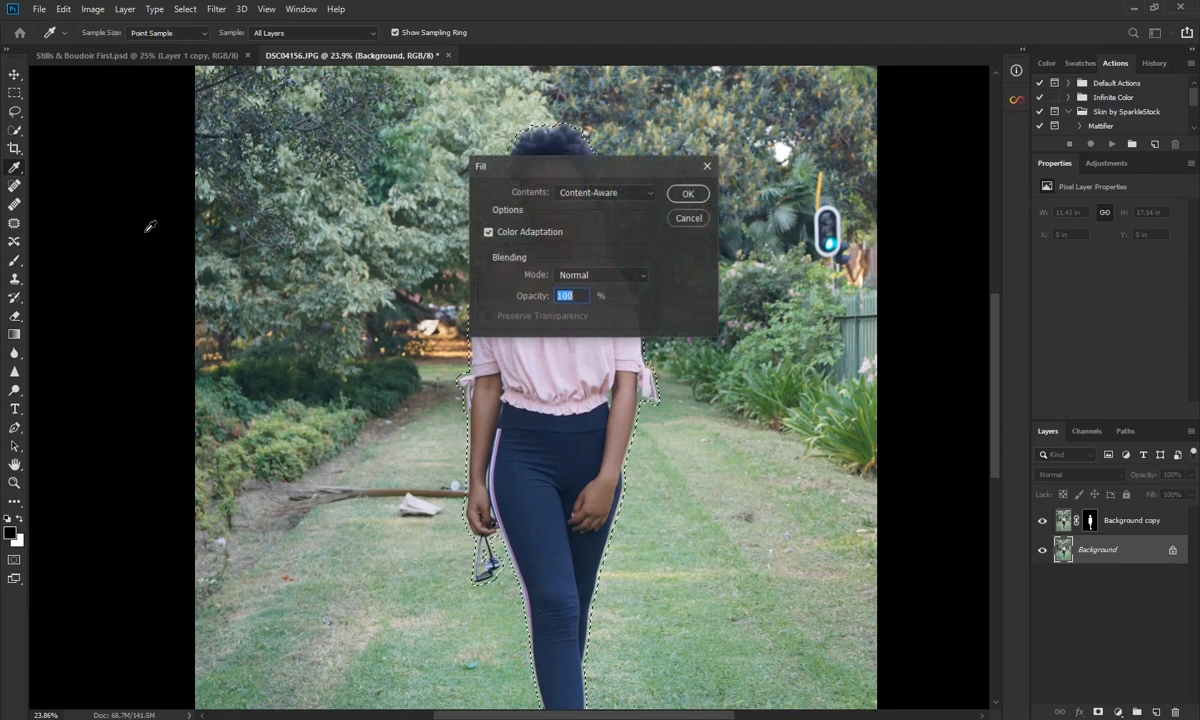 Ps File Edit Image Layer Type Select Filter 3D View Window Help
Sample Size: Point Sample Sample: All Layers Show Sampling Ring
Stills & Boudoir First.psd @ 25% (Layer 1 copy, RGB/8) × DSC04156.JPG @ 23.9% (Background, RGB/8) * ×
Color Swatches Actions History
Default Actions
Infinite Color
Skin by SparkleStock
Mattifier
Fill
Contents: Content-Aware OK
Options
Cancel
Color Adaptation
Blending
Mode: Normal
Opacity: 100 %
Preserve Transparency
Properties Adjustments
Pixel Layer Properties
W: 11.43 in H: 17.14 in
X: 0 in Y: 0 in
Layers Channels Paths
Kind
Normal Opacity: 100%
Lock: Fill: 100%
Background copy
Background
23.86% Doc: 68.7M/141.5M